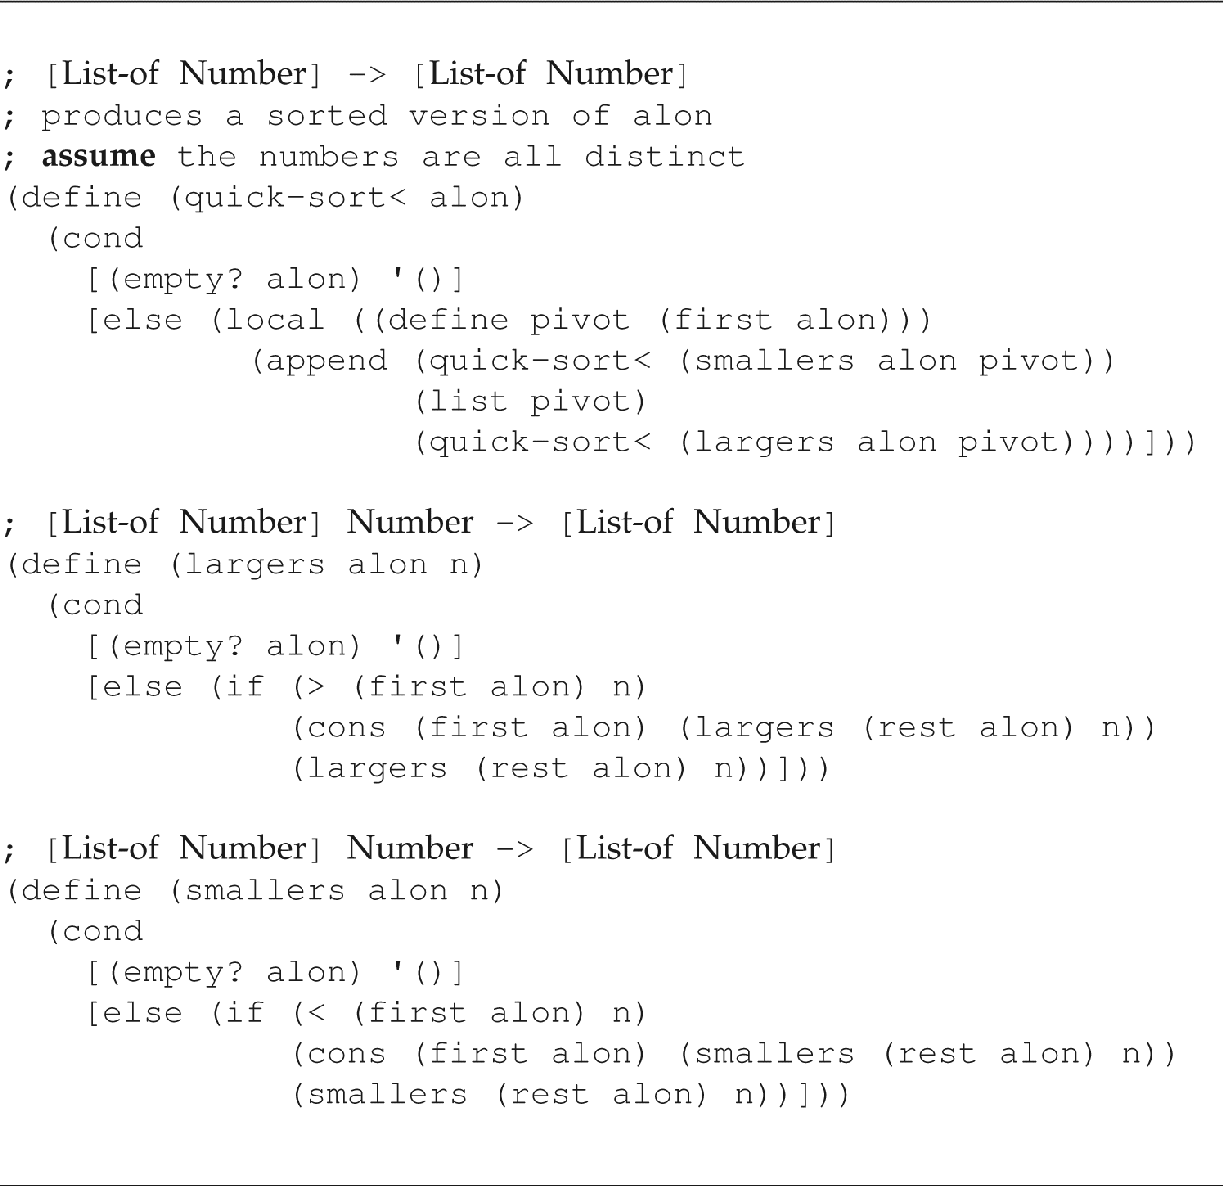 ; [List-of Number] -> [List-of Number]
; produces a sorted version of alon
; assume the numbers are all distinct
(define (quick-sort< alon)
  (cond
    [(empty? alon) '()]
    [else (local ((define pivot (first alon)))
            (append (quick-sort< (smallers alon pivot))
                    (list pivot)
                    (quick-sort< (largers alon pivot))))]))
; [List-of Number] Number -> [List-of Number]
(define (largers alon n)
  (cond
    [(empty? alon) '()]
    [else (if (> (first alon) n)
              (cons (first alon) (largers (rest alon) n))
              (largers (rest alon) n))]))
; [List-of Number] Number -> [List-of Number]
(define (smallers alon n)
  (cond
    [(empty? alon) '()]
    [else (if (< (first alon) n)
              (cons (first alon) (smallers (rest alon) n))
              (smallers (rest alon) n))]))